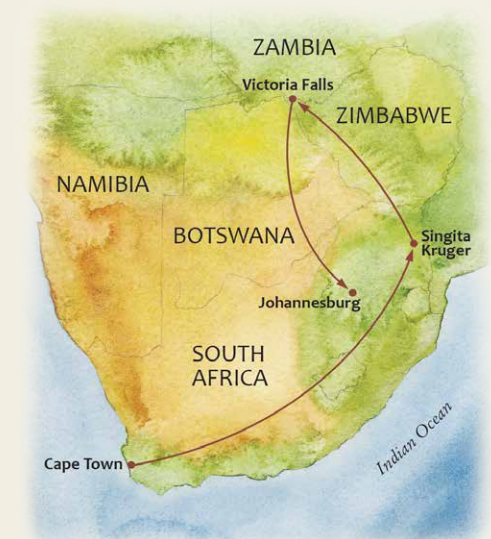 ZAMBIA
Victoria Falls
ZIMBABWE
NAMIBIA
BOTSWANA
Singita
Kruger
Johannesburg
SOUTH
AFRICA
Indian Ocean
Cape Town